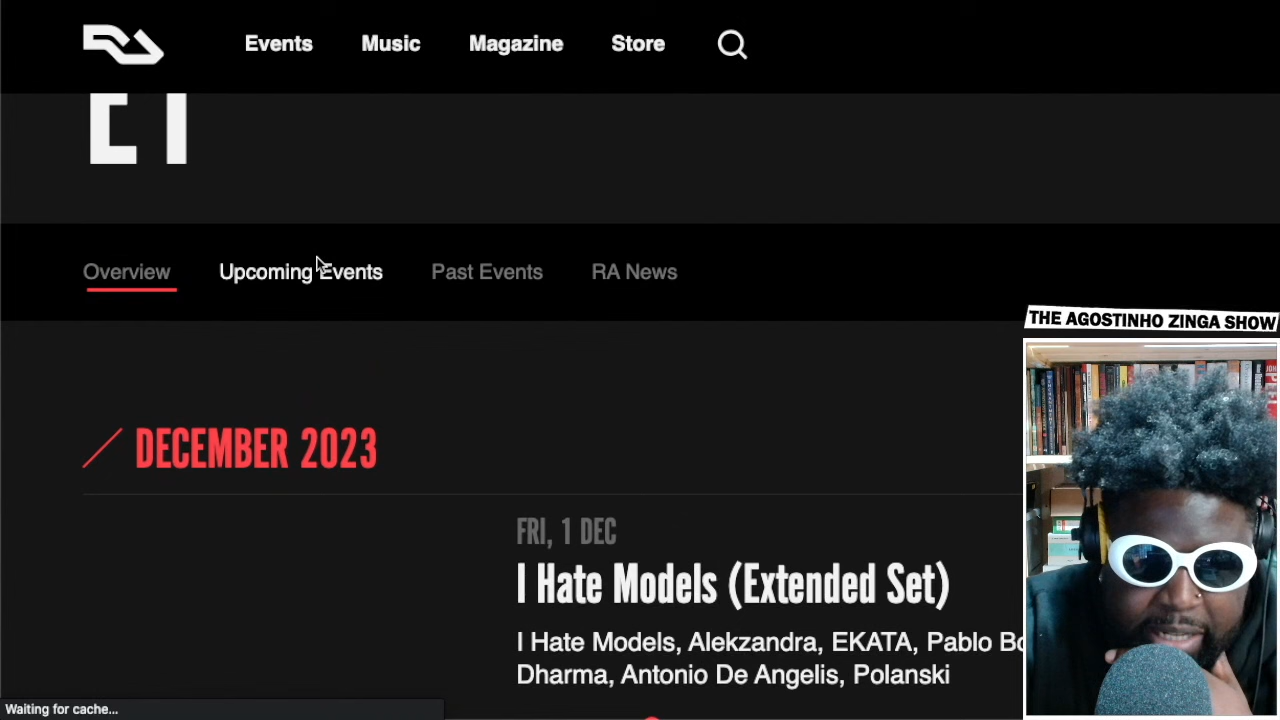 Events Music Magazine Store
Overview Upcoming Events Past Events RA News
THE AGOSTINHO ZINGA SHOW
DECEMBER 2023
FRI, 1 DEC
I Hate Models (Extended Set)
I Hate Models, Alekzandra, EKATA, Pablo
Dharma, Antonio De Angelis, Polanski
Waiting for cache...